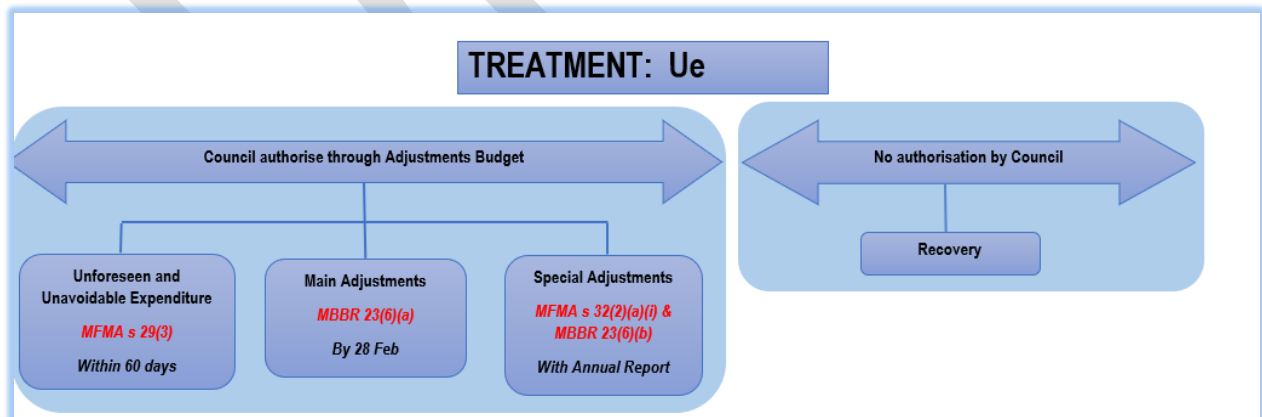 TREATMENT: Ue
Council authorise through Adjustments Budget
No authorisation by Council
Unforeseen and
Unavoidable Expenditure
MFMA s 29(3)
Within 60 days
Main Adjustments
MBBR 23(6)(a)
By 28 Feb
Special Adjustments
MFMA s 32(2)(a)(i) &
MBBR 23(6)(b)
With Annual Report
Recovery